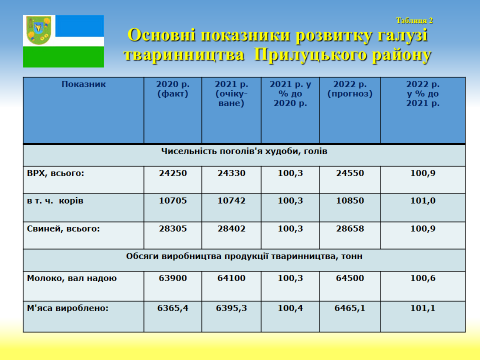 Таблиця 2
Основні показники розвитку галузі
тваринництва Прилуцького району
Показник 2020 р. (факт) 2021 р. (очіку-ване) 2021 р. у % до 2020 р. 2022 р. (прогноз) 2022 р. у % до 2021 р.
Чисельність поголів'я худоби, голів
ВРХ, всього: 24250 24330 100,3 24550 100,9
в т. ч. корів 10705 10742 100,3 10850 101,0
Свиней, всього: 28305 28402 100,3 28658 100,9
Обсяги виробництва продукції тваринництва, тонн
Молоко, вал надою 63900 64100 100,3 64500 100,6
М'яса вироблено: 6365,4 6395,3 100,4 6465,1 101,1